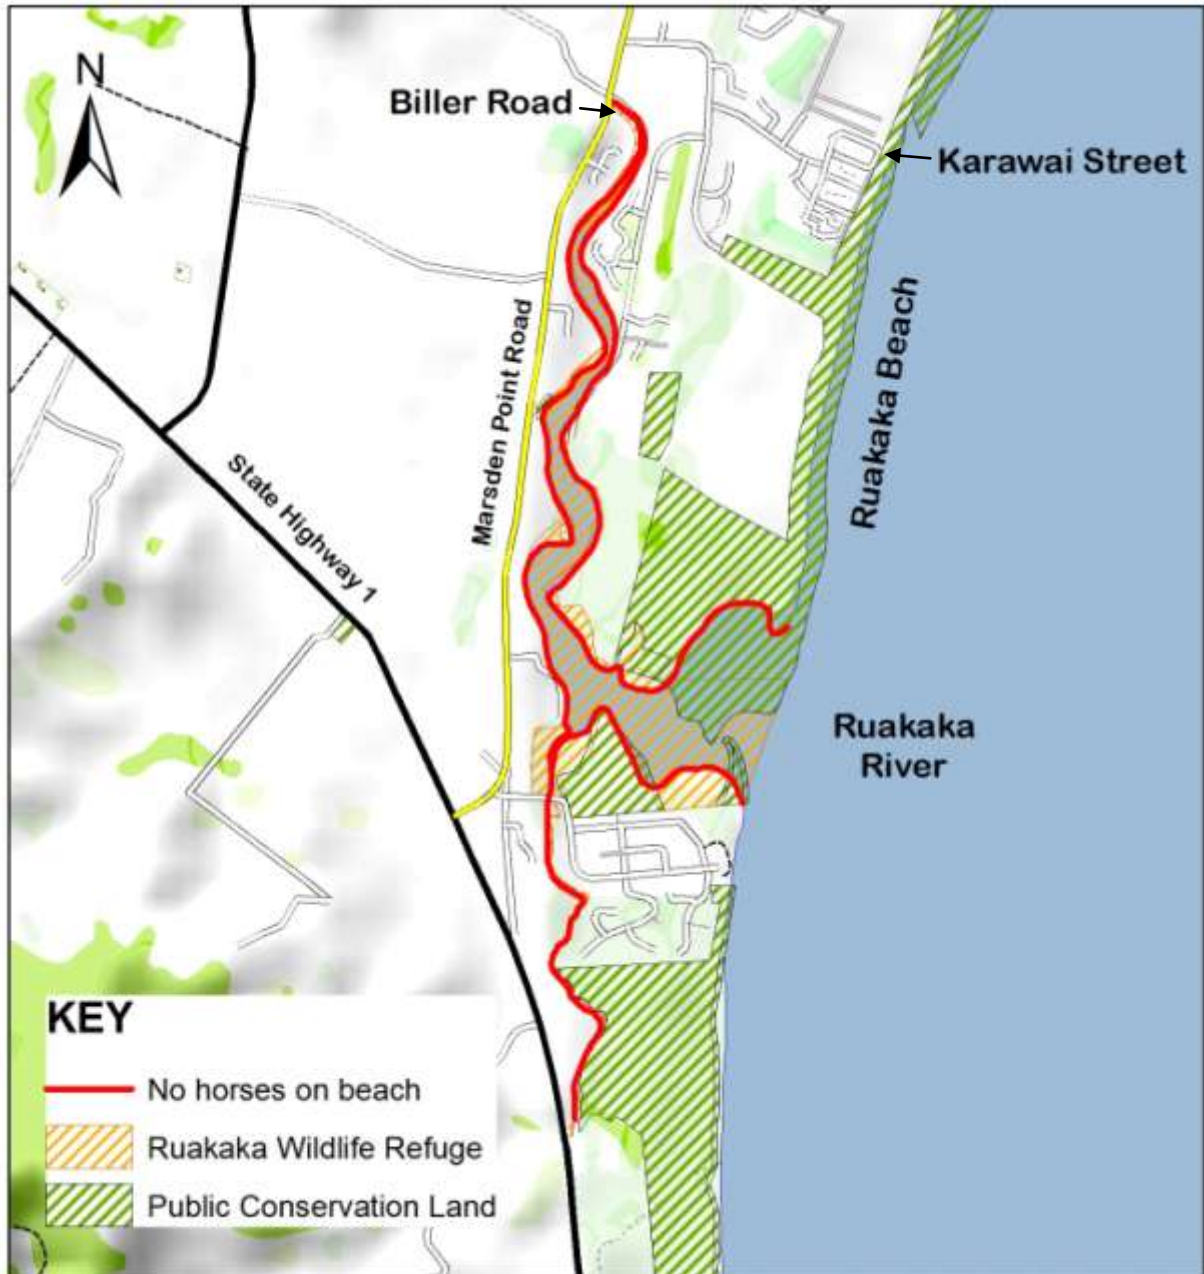 N
Biller Road
Karawai Street
Marsden Point Road
Ruakaka Beach
State Highway 1
Ruakaka
River
KEY
No horses on beach
Ruakaka Wildlife Refuge
Public Conservation Land